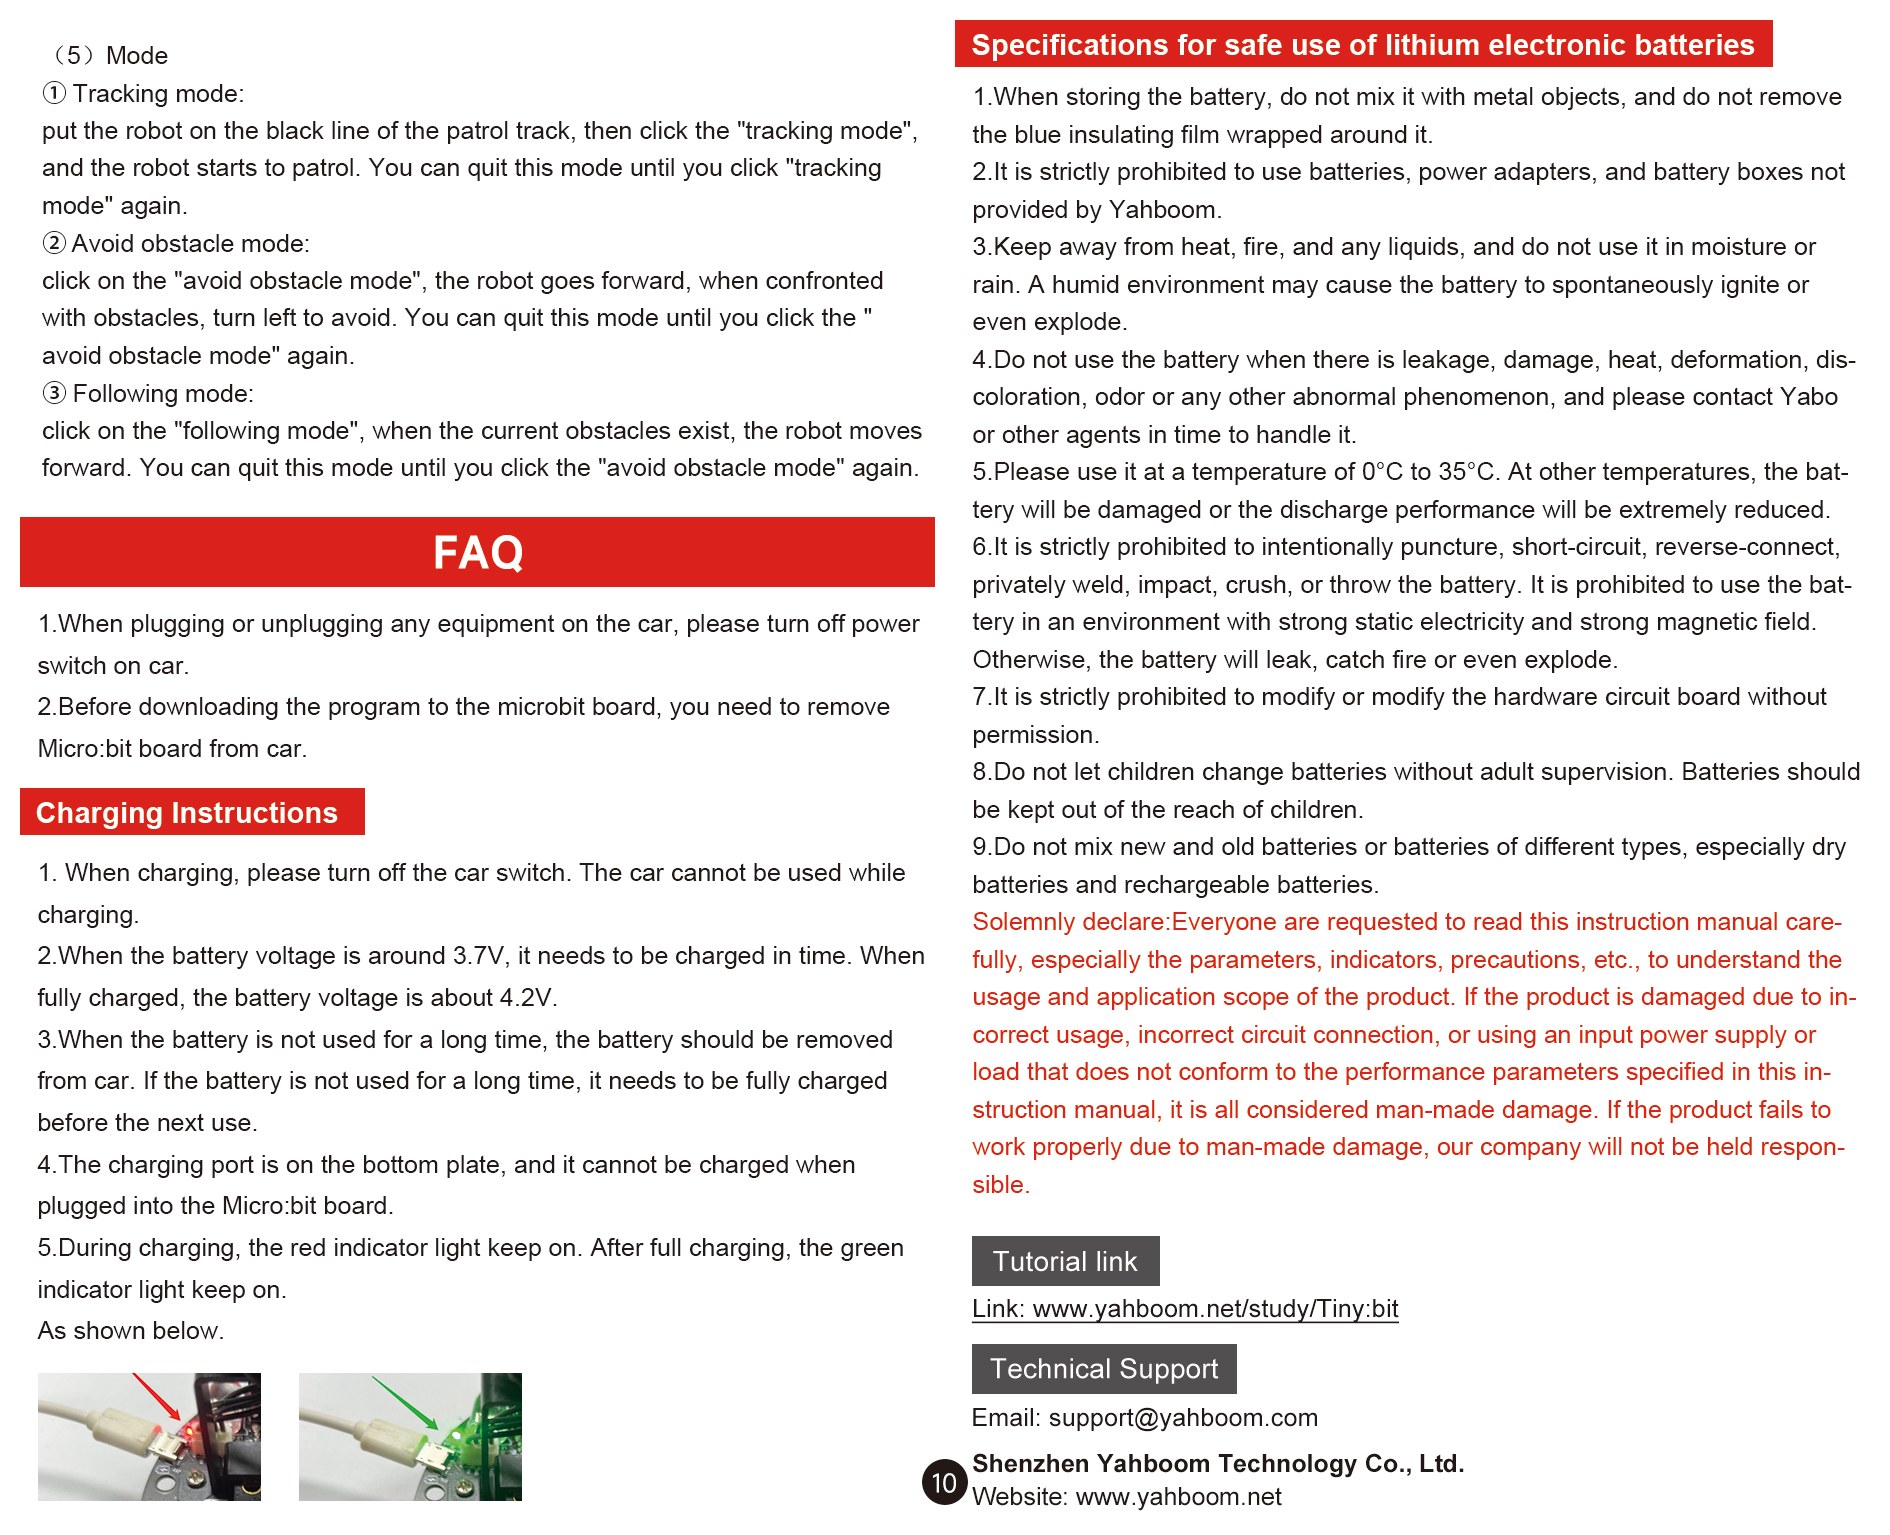 （5）Mode
① Tracking mode:
put the robot on the black line of the patrol track, then click the "tracking mode",
and the robot starts to patrol. You can quit this mode until you click "tracking
mode" again.
② Avoid obstacle mode:
click on the "avoid obstacle mode", the robot goes forward, when confronted
with obstacles, turn left to avoid. You can quit this mode until you click the "
avoid obstacle mode" again.
③ Following mode:
click on the "following mode", when the current obstacles exist, the robot moves
forward. You can quit this mode until you click the "avoid obstacle mode" again.
FAQ
1.When plugging or unplugging any equipment on the car, please turn off power
switch on car.
2.Before downloading the program to the microbit board, you need to remove
Micro:bit board from car.
Charging Instructions
1. When charging, please turn off the car switch. The car cannot be used while
charging.
2.When the battery voltage is around 3.7V, it needs to be charged in time. When
fully charged, the battery voltage is about 4.2V.
3.When the battery is not used for a long time, the battery should be removed
from car. If the battery is not used for a long time, it needs to be fully charged
before the next use.
4.The charging port is on the bottom plate, and it cannot be charged when
plugged into the Micro:bit board.
5.During charging, the red indicator light keep on. After full charging, the green
indicator light keep on.
As shown below.
Specifications for safe use of lithium electronic batteries
1.When storing the battery, do not mix it with metal objects, and do not remove
the blue insulating film wrapped around it.
2.It is strictly prohibited to use batteries, power adapters, and battery boxes not
provided by Yahboom.
3.Keep away from heat, fire, and any liquids, and do not use it in moisture or
rain. A humid environment may cause the battery to spontaneously ignite or
even explode.
4.Do not use the battery when there is leakage, damage, heat, deformation, dis-
coloration, odor or any other abnormal phenomenon, and please contact Yabo
or other agents in time to handle it.
5.Please use it at a temperature of 0°C to 35°C. At other temperatures, the bat-
tery will be damaged or the discharge performance will be extremely reduced.
6.It is strictly prohibited to intentionally puncture, short-circuit, reverse-connect,
privately weld, impact, crush, or throw the battery. It is prohibited to use the bat-
tery in an environment with strong static electricity and strong magnetic field.
Otherwise, the battery will leak, catch fire or even explode.
7.It is strictly prohibited to modify or modify the hardware circuit board without
permission.
8.Do not let children change batteries without adult supervision. Batteries should
be kept out of the reach of children.
9.Do not mix new and old batteries or batteries of different types, especially dry
batteries and rechargeable batteries.
Solemnly declare:Everyone are requested to read this instruction manual care-
fully, especially the parameters, indicators, precautions, etc., to understand the
usage and application scope of the product. If the product is damaged due to in-
correct usage, incorrect circuit connection, or using an input power supply or
load that does not conform to the performance parameters specified in this in-
struction manual, it is all considered man-made damage. If the product fails to
work properly due to man-made damage, our company will not be held respon-
sible.
Tutorial link
Link: www.yahboom.net/study/Tiny:bit
Technical Support
Email: support@yahboom.com
Shenzhen Yahboom Technology Co., Ltd.
Website: www.yahboom.net
10